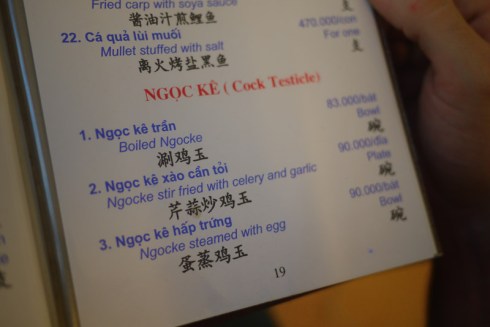 Fried carp with soya sauce
酱油汁煎鲤鱼
22. Cá quả lùi muối 470.000/con
Mullet stuffed with salt For one
离火烤盐黑鱼
NGỌC KÊ ( Cock Testicle)
1. Ngọc kê trần 83.000/bát
Boiled Ngocke Bowl
涮鸡玉 碗
2. Ngọc kê xào cần tỏi 90.000/đĩa
Ngocke stir fried with celery and garlic Plate
芹蒜炒鸡玉 碗
3. Ngọc kê hấp trứng 90.000/bát
Ngocke steamed with egg Bowl
蛋蒸鸡玉 碗
19